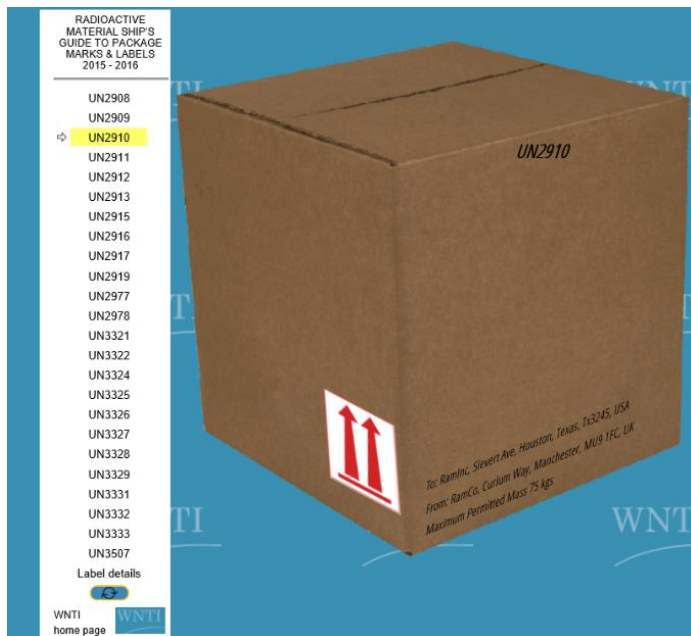 RADIOACTIVE
MATERIAL SHIP'S
GUIDE TO PACKAGE
MARKS & LABELS
2015 - 2016
UN2908
UN2909
UN2910
UN2911
UN2912
UN2913
UN2915
UN2916
UN2917
UN2919
UN2977
UN2978
UN3321
UN3322
UN3324
UN3325
UN3326
UN3327
UN3328
UN3329
UN3331
UN3332
UN3333
UN3507
Label details
WNTI
home page
WNTI
UN2910
To: RamInc, Sievert Ave, Houston, Texas, Tx3245, USA
From: RamCo, Curium Way, Manchester, MU9 1FC, UK
Maximum Permitted Mass 75 kgs
WNT